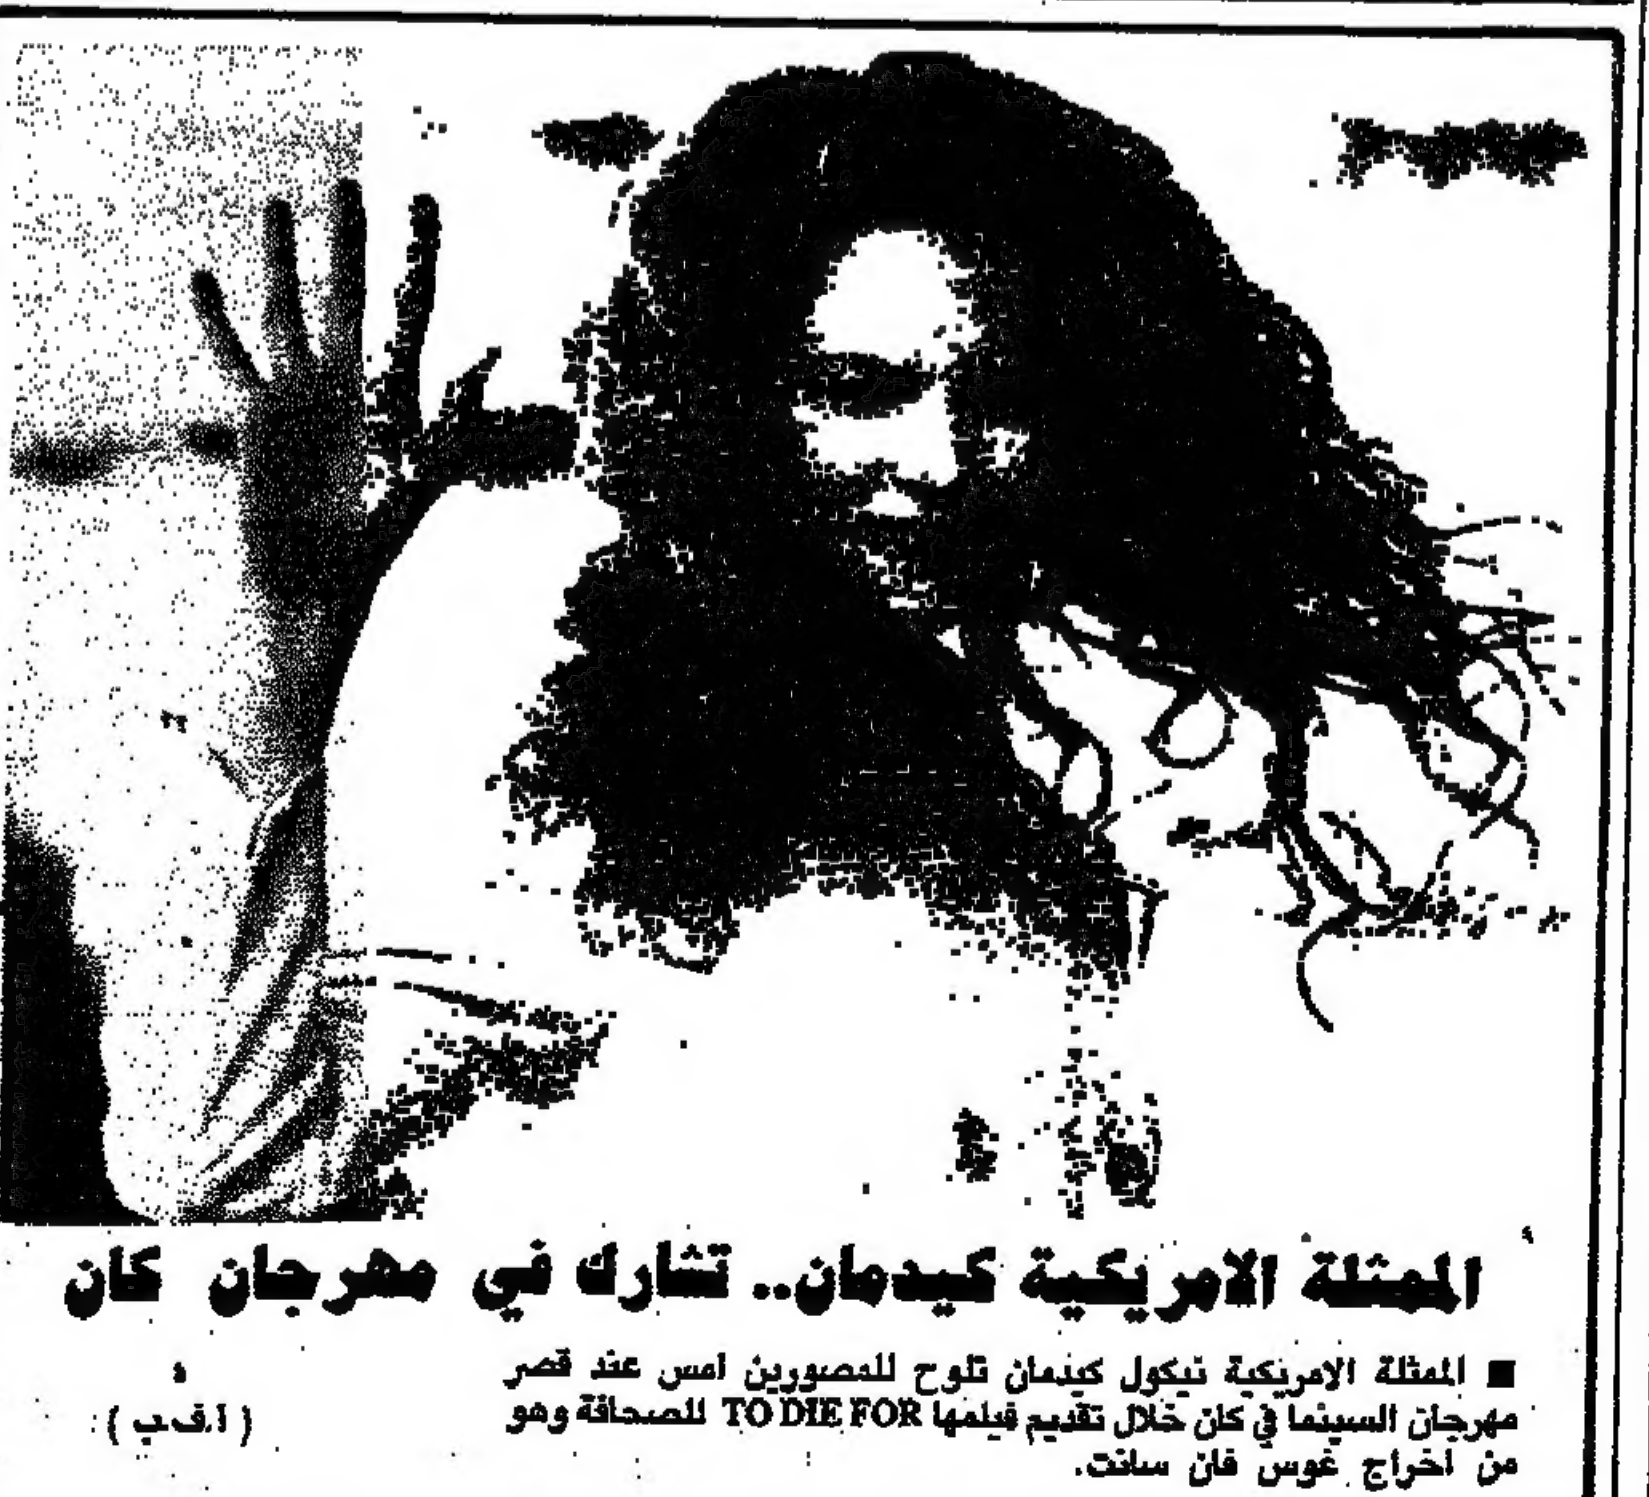 الممثلة الامريكية كيدمان.. تشارك في مهرجان كان
■ الممثلة الامريكية نيكول كيدمان تلوح للمصورين امس عند قصر
مهرجان السينما في كان خلال تقديم فيلمها TO DIE FOR للصحافة وهو
من اخراج غوس فان سانت.
( أ.ف.ب )